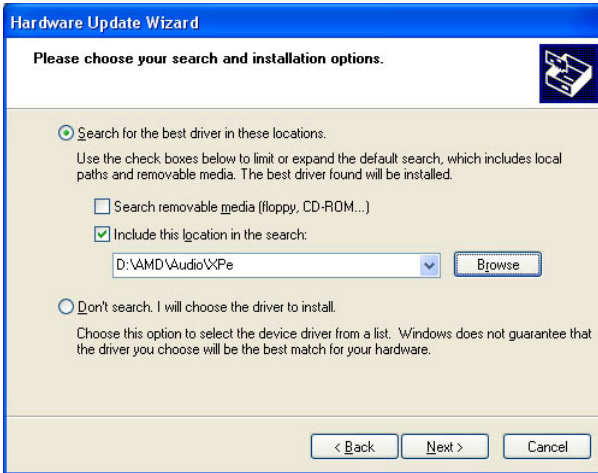 Hardware Update Wizard
Please choose your search and installation options.
Search for the best driver in these locations.
Use the check boxes below to limit or expand the default search, which includes local
paths and removable media. The best driver found will be installed.
Search removable media (floppy, CD-ROM...)
Include this location in the search:
D:\AMD\Audio\XPe
Browse
Don't search. I will choose the driver to install.
Choose this option to select the device driver from a list. Windows does not guarantee that
the driver you choose will be the best match for your hardware.
< Back Next > Cancel